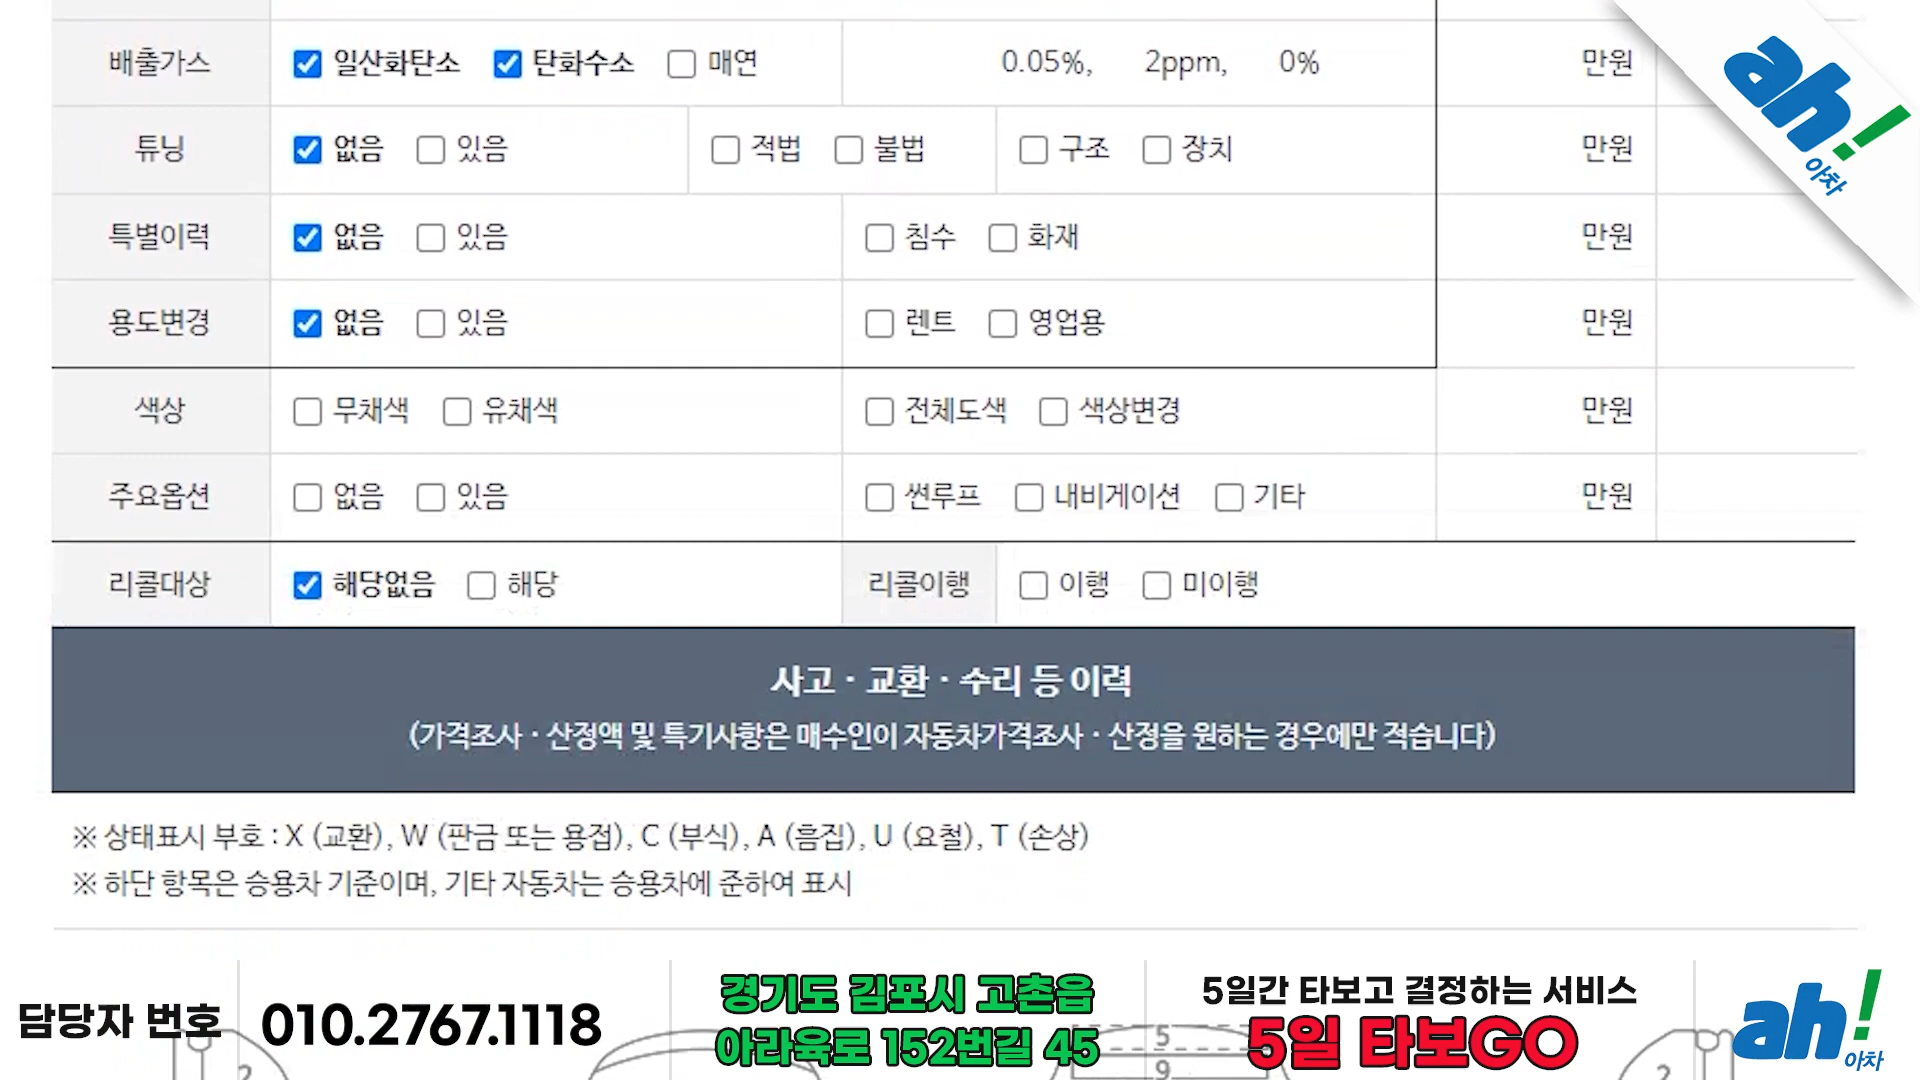 배출가스 일산화탄소 탄화수소 매연 0.05%, 2ppm, 0% 만원
튜닝 없음 있음 적법 불법 구조 장치 만원
특별이력 없음 있음 침수 화재 만원
용도변경 없음 있음 렌트 영업용 만원
색상 무채색 유채색 전체도색 색상변경 만원
주요옵션 없음 있음 썬루프 내비게이션 기타 만원
리콜대상 해당없음 해당 리콜이행 이행 미이행
사고 · 교환 · 수리 등 이력
(가격조사 · 산정액 및 특기사항은 매수인이 자동차가격조사 · 산정을 원하는 경우에만 적습니다)
※ 상태표시 부호 : X (교환), W (판금 또는 용접), C (부식), A (흠집), U (요철), T (손상)
※ 하단 항목은 승용차 기준이며, 기타 자동차는 승용차에 준하여 표시
ah!
아차
담당자 번호 010.2767.1118
경기도 김포시 고촌읍
아라육로 152번길 45
5일간 타보고 결정하는 서비스
5일 타보GO
ah!
아차
2
5
9
2